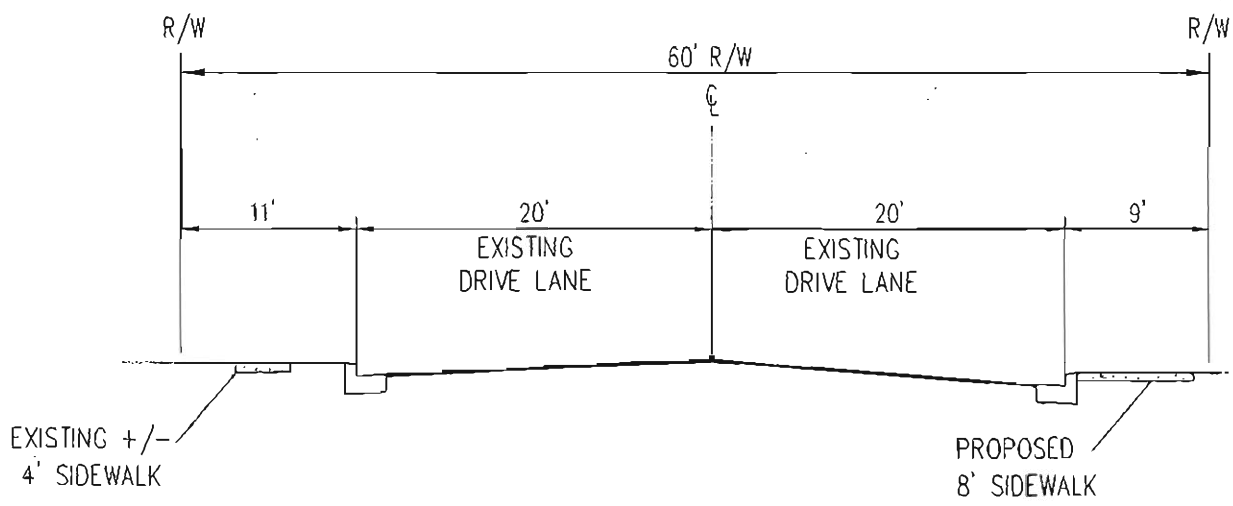 R/W
R/W
60' R/W
℄
11'
20'
20'
9'
EXISTING
DRIVE LANE
EXISTING
DRIVE LANE
EXISTING +/-
4' SIDEWALK
PROPOSED
8' SIDEWALK